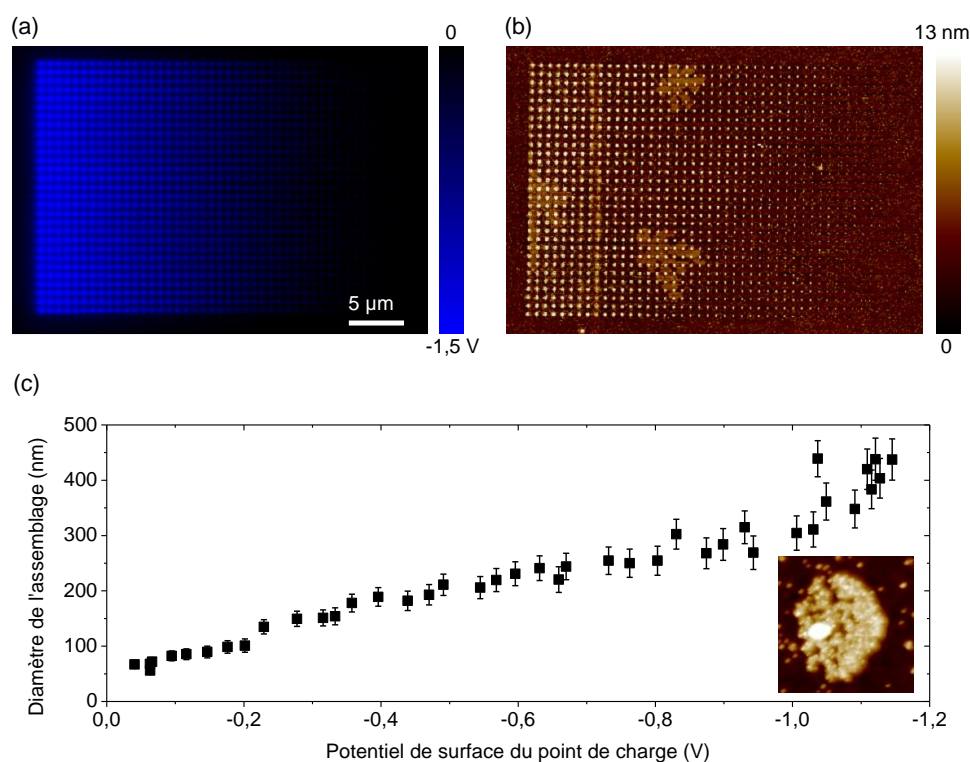 (a)
0
5 µm
-1,5 V
(b)
13 nm
0
(c)
Diamètre de l'assemblage (nm)
500
400
300
200
100
0
0,0 -0,2 -0,4 -0,6 -0,8 -1,0 -1,2
Potentiel de surface du point de charge (V)